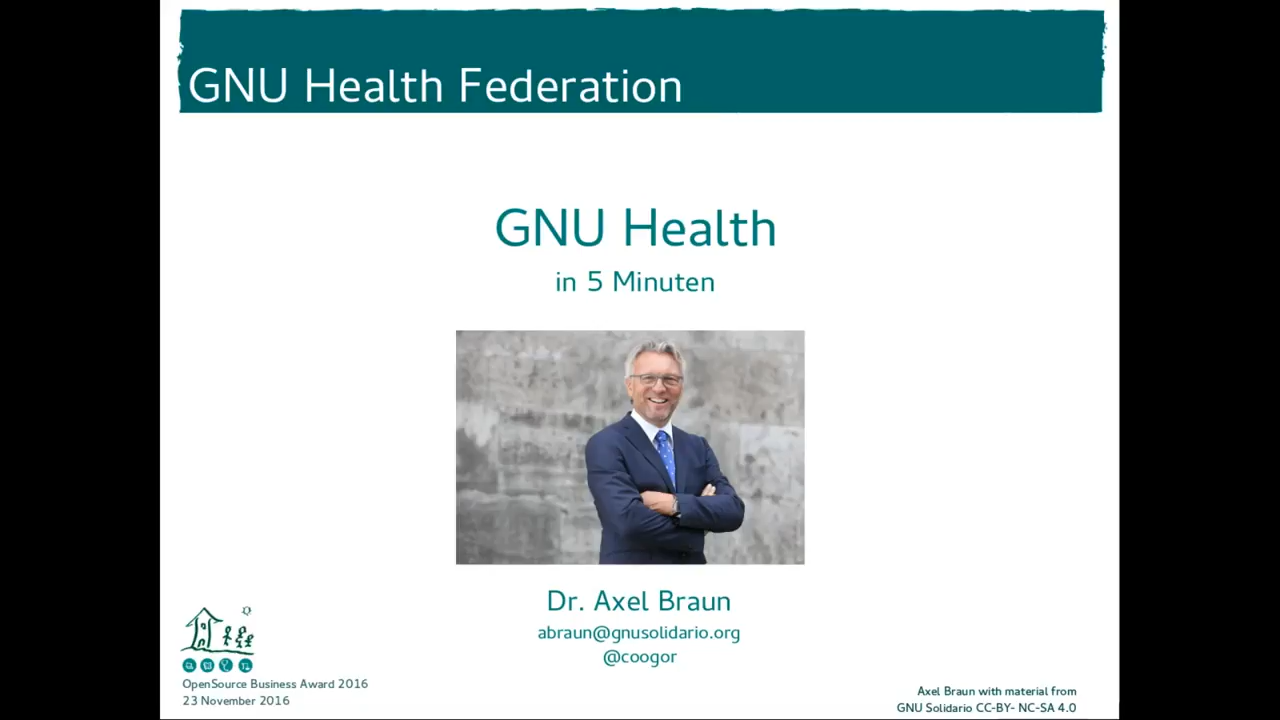 GNU Health Federation
GNU Health
in 5 Minuten
Dr. Axel Braun
abraun@gnusolidario.org
@coogor
OpenSource Business Award 2016
23 November 2016
Axel Braun with material from
GNU Solidario CC-BY- NC-SA 4.0